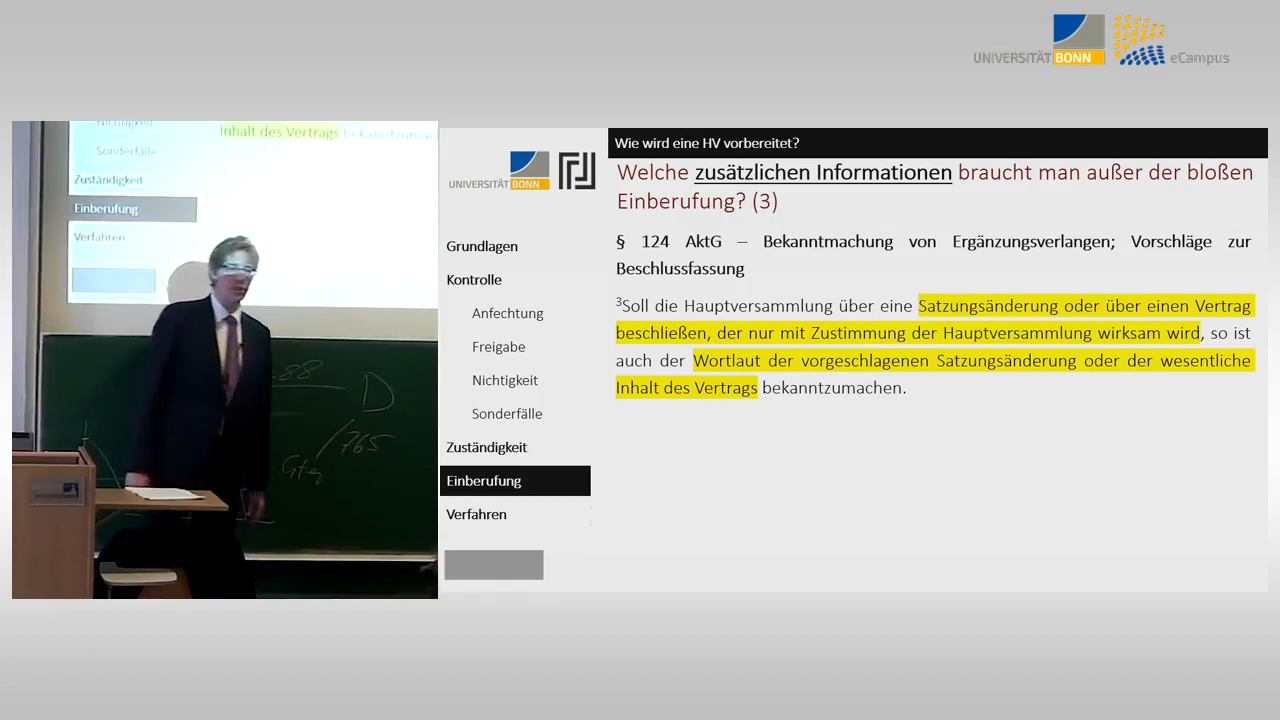 UNIVERSITÄT BONN
eCampus
Nichtigkeit
Sonderfälle
Zuständigkeit
Einberufung
Verfahren
Inhalt des Vertrags bekanntzumac
88
D
765
UNIVERSITÄT BONN
Grundlagen
Kontrolle
Anfechtung
Freigabe
Nichtigkeit
Sonderfälle
Zuständigkeit
Einberufung
Verfahren
Wie wird eine HV vorbereitet?
Welche zusätzlichen Informationen braucht man außer der bloßen
Einberufung? (3)
§ 124 AktG – Bekanntmachung von Ergänzungsverlangen; Vorschläge zur
Beschlussfassung
³Soll die Hauptversammlung über eine Satzungsänderung oder über einen Vertrag
beschließen, der nur mit Zustimmung der Hauptversammlung wirksam wird, so ist
auch der Wortlaut der vorgeschlagenen Satzungsänderung oder der wesentliche
Inhalt des Vertrags bekanntzumachen.